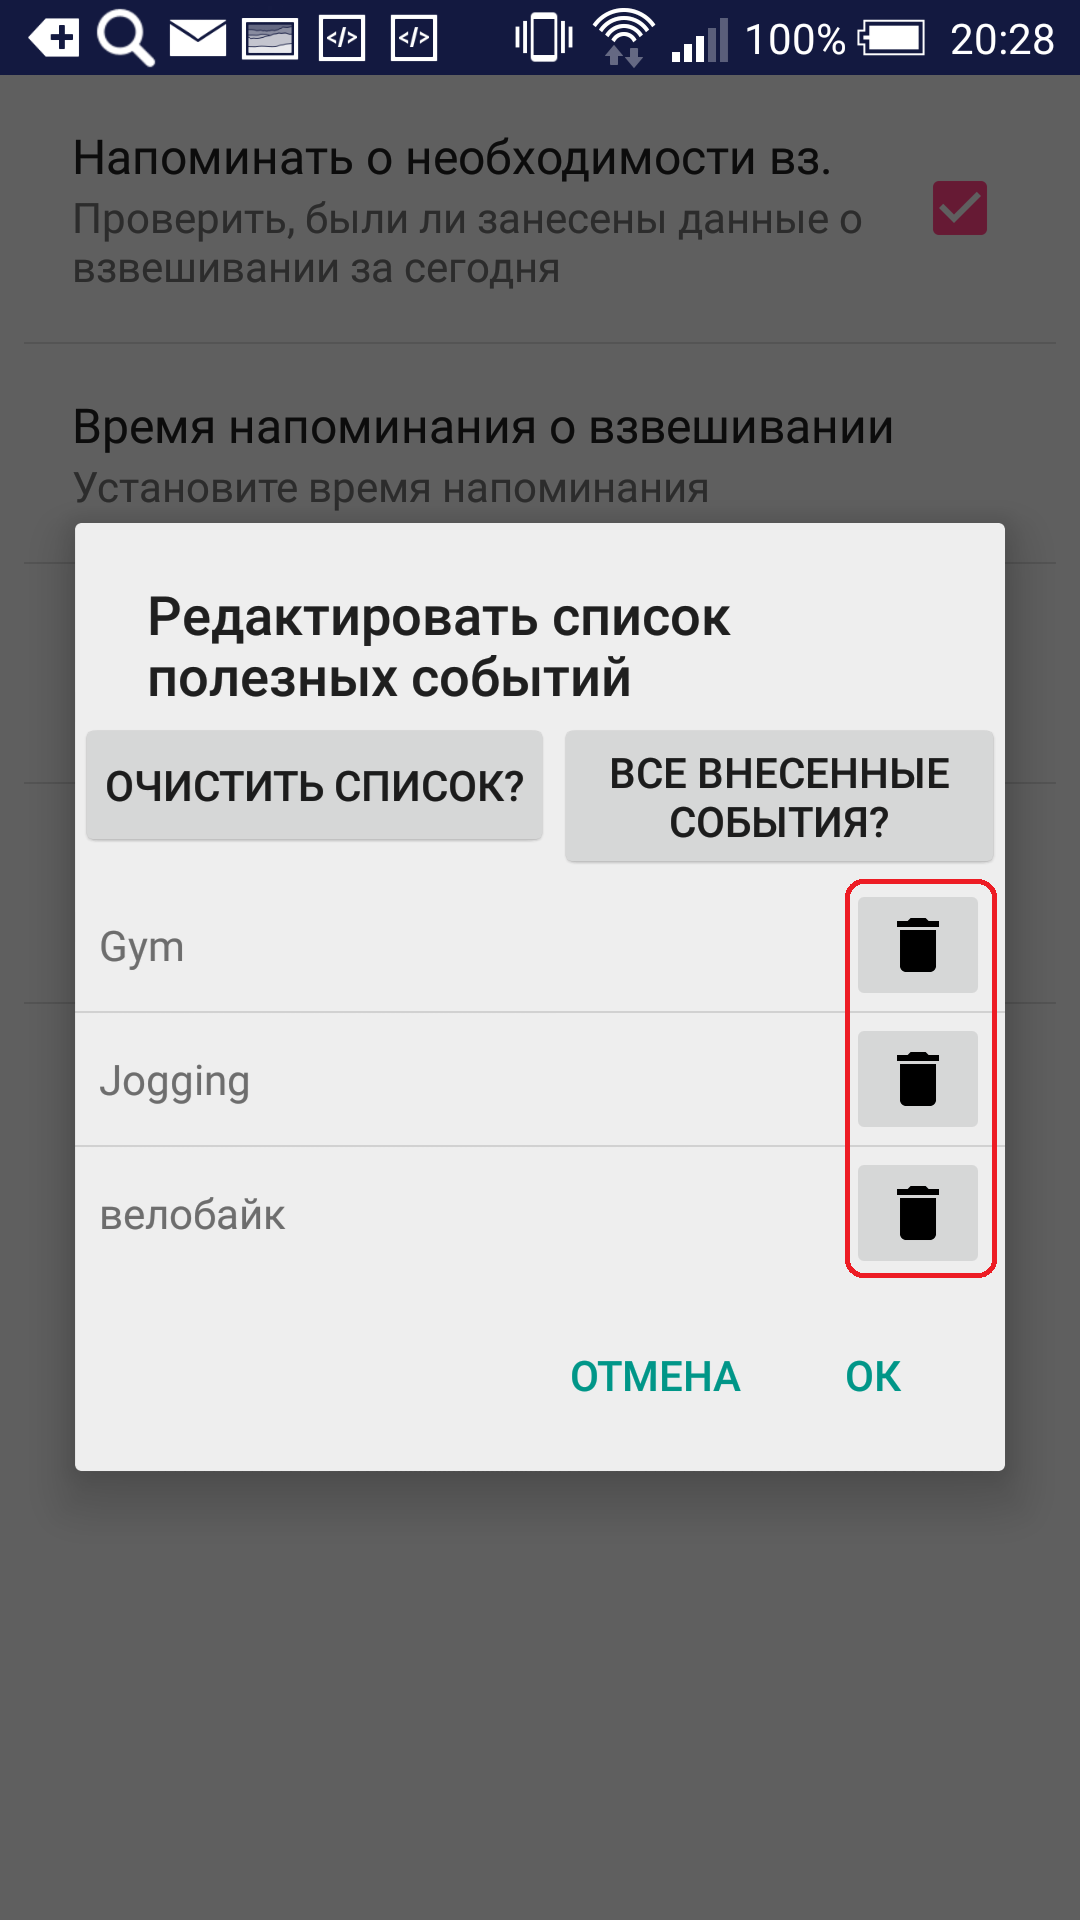 100% 20:28
Напоминать о необходимости вз.
Проверить, были ли занесены данные о
взвешивании за сегодня
Время напоминания о взвешивании
Установите время напоминания
Редактировать список
полезных событий
ОЧИСТИТЬ СПИСОК?
ВСЕ ВНЕСЕННЫЕ
СОБЫТИЯ?
Gym
Jogging
велобайк
ОТМЕНА
ОК